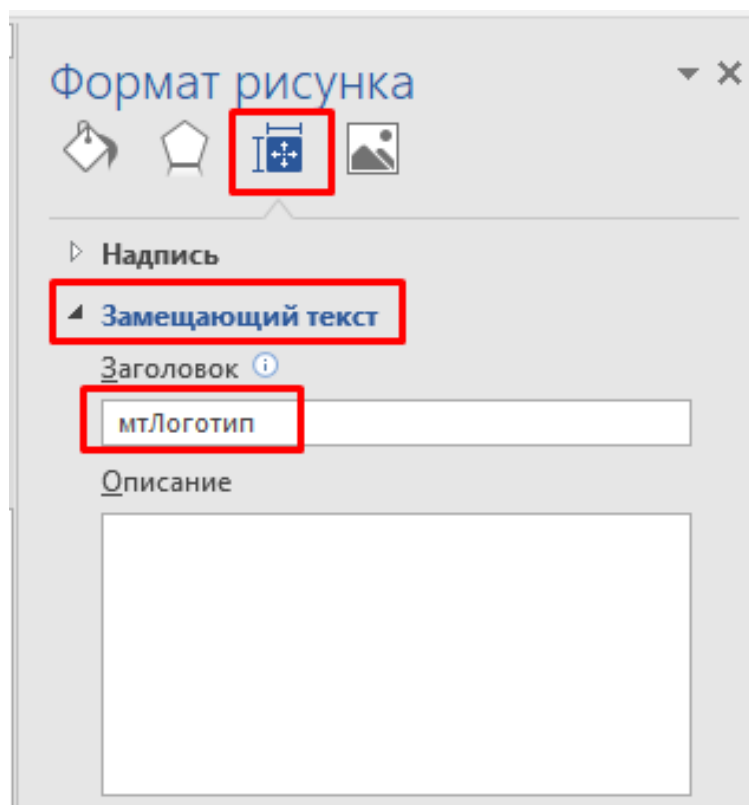 Формат рисунка
Надпись
Замещающий текст
Заголовок
мтЛоготип
Описание